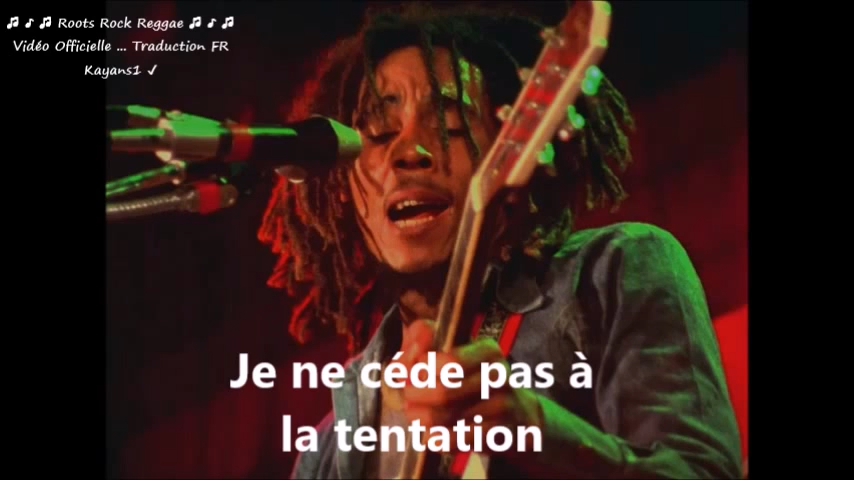 ♫ ♪ ♫ Roots Rock Reggae ♫ ♪ ♫
Vidéo Officielle ... Traduction FR
Kayans1 ✓
Je ne céde pas à
la tentation